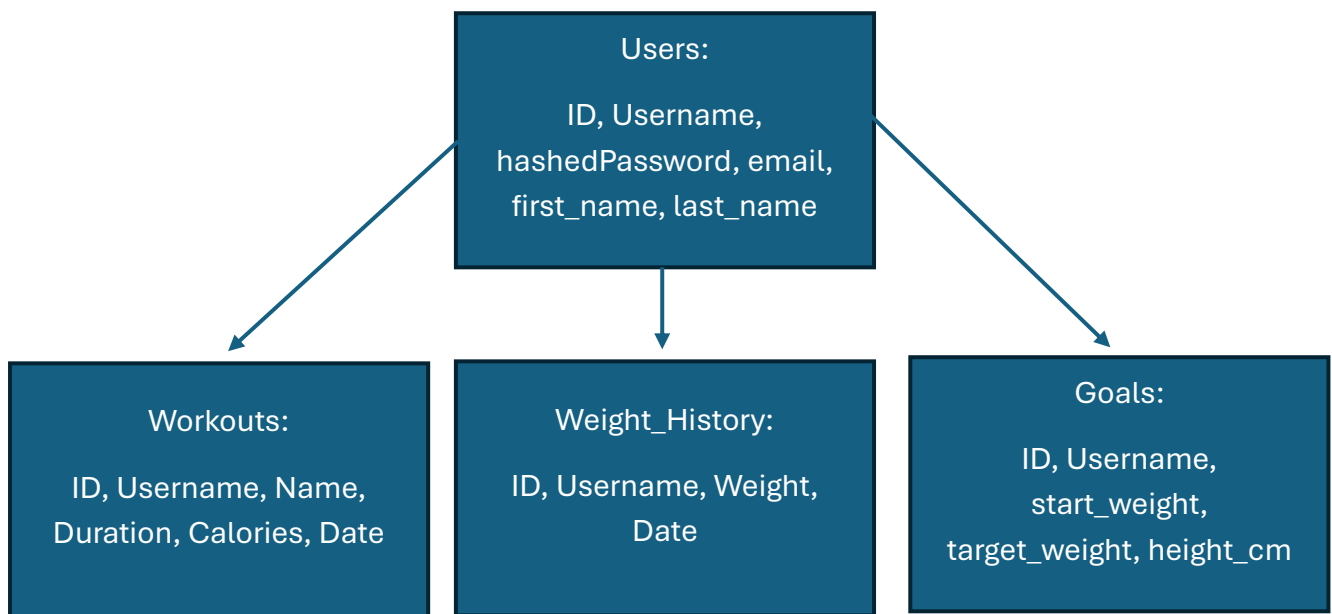 Users:
ID, Username,
hashedPassword, email,
first_name, last_name
Workouts:
ID, Username, Name,
Duration, Calories, Date
Weight_History:
ID, Username, Weight,
Date
Goals:
ID, Username,
start_weight,
target_weight, height_cm